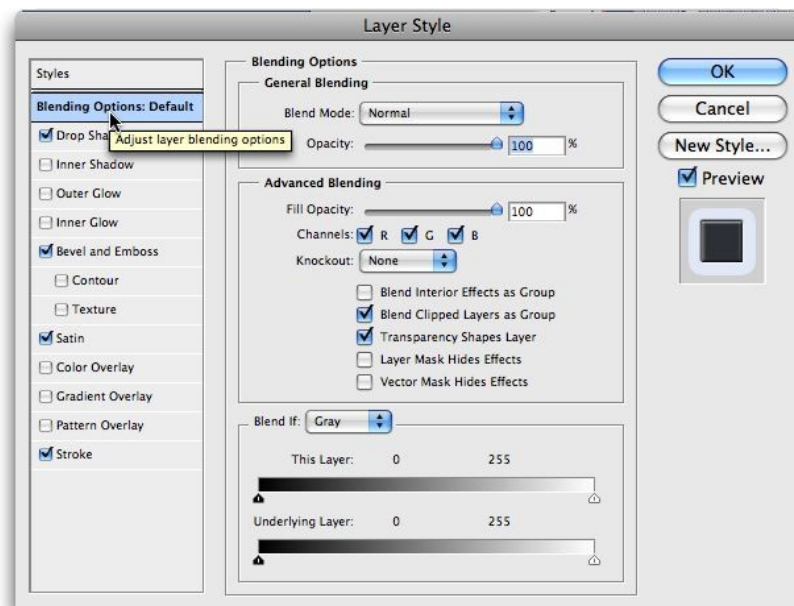 Layer Style
Styles
Blending Options: Default
Drop Sha
Adjust layer blending options
Inner Shadow
Outer Glow
Inner Glow
Bevel and Emboss
Contour
Texture
Satin
Color Overlay
Gradient Overlay
Pattern Overlay
Stroke
Blending Options
General Blending
Blend Mode: Normal
Opacity: 100 %
Advanced Blending
Fill Opacity: 100 %
Channels: R G B
Knockout: None
Blend Interior Effects as Group
Blend Clipped Layers as Group
Transparency Shapes Layer
Layer Mask Hides Effects
Vector Mask Hides Effects
Blend If: Gray
This Layer: 0 255
Underlying Layer: 0 255
OK
Cancel
New Style...
Preview